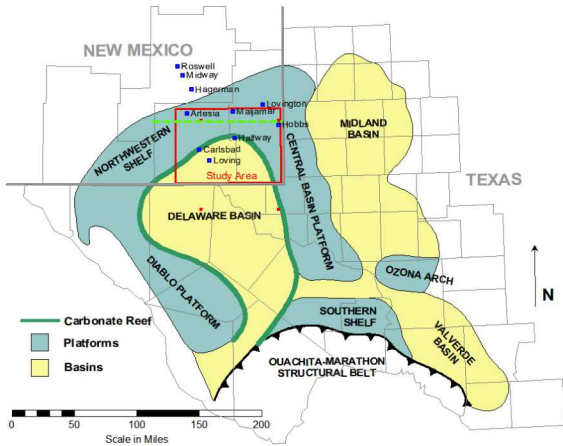 NEW MEXICO
Roswell
Midway
Hagerman
Lovington
Artesia
Maljamar
Hobbs
Halfway
Carlsbad
Loving
Study Area
NORTHWESTERN
SHELF
MIDLAND
BASIN
CENTRAL BASIN PLATFORM
TEXAS
DELAWARE BASIN
DIABLO PLATFORM
OZONA ARCH
N
SOUTHERN
SHELF
VALVERDE
BASIN
OUACHITA-MARATHON
STRUCTURAL BELT
Carbonate Reef
Platforms
Basins
0 50 100 150 200
Scale in Miles